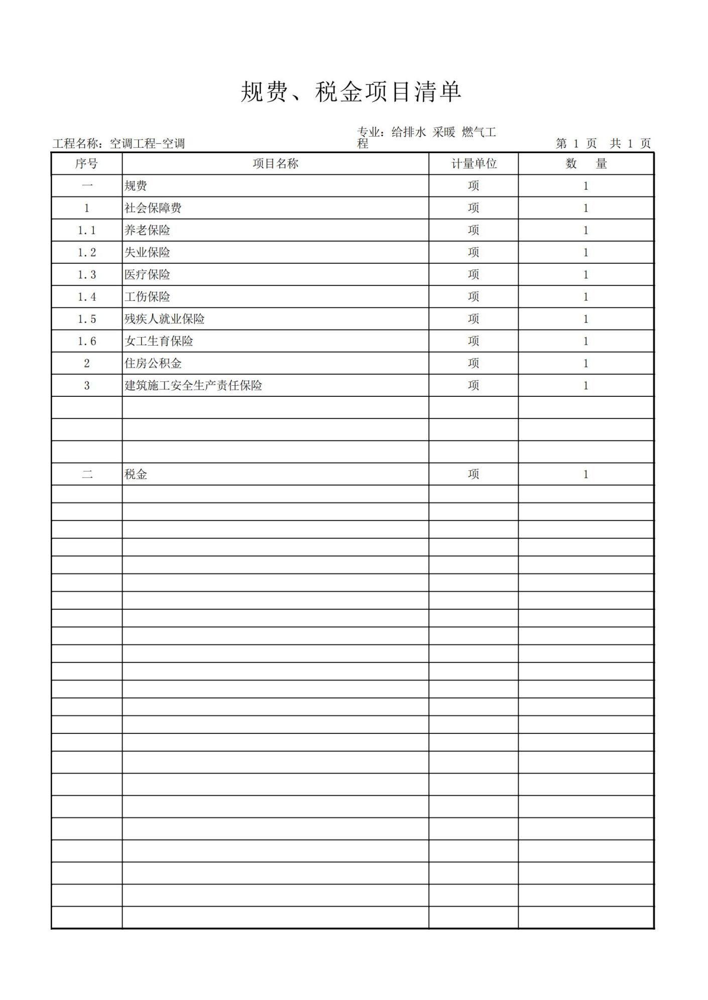 规费、税金项目清单
专业：给排水 采暖 燃气工
工程名称：空调工程-空调 程 第 1 页 共 1 页
序号 项目名称 计量单位 数 量
一 规费 项 1
1 社会保障费 项 1
1.1 养老保险 项 1
1.2 失业保险 项 1
1.3 医疗保险 项 1
1.4 工伤保险 项 1
1.5 残疾人就业保险 项 1
1.6 女工生育保险 项 1
2 住房公积金 项 1
3 建筑施工安全生产责任保险 项 1
二 税金 项 1